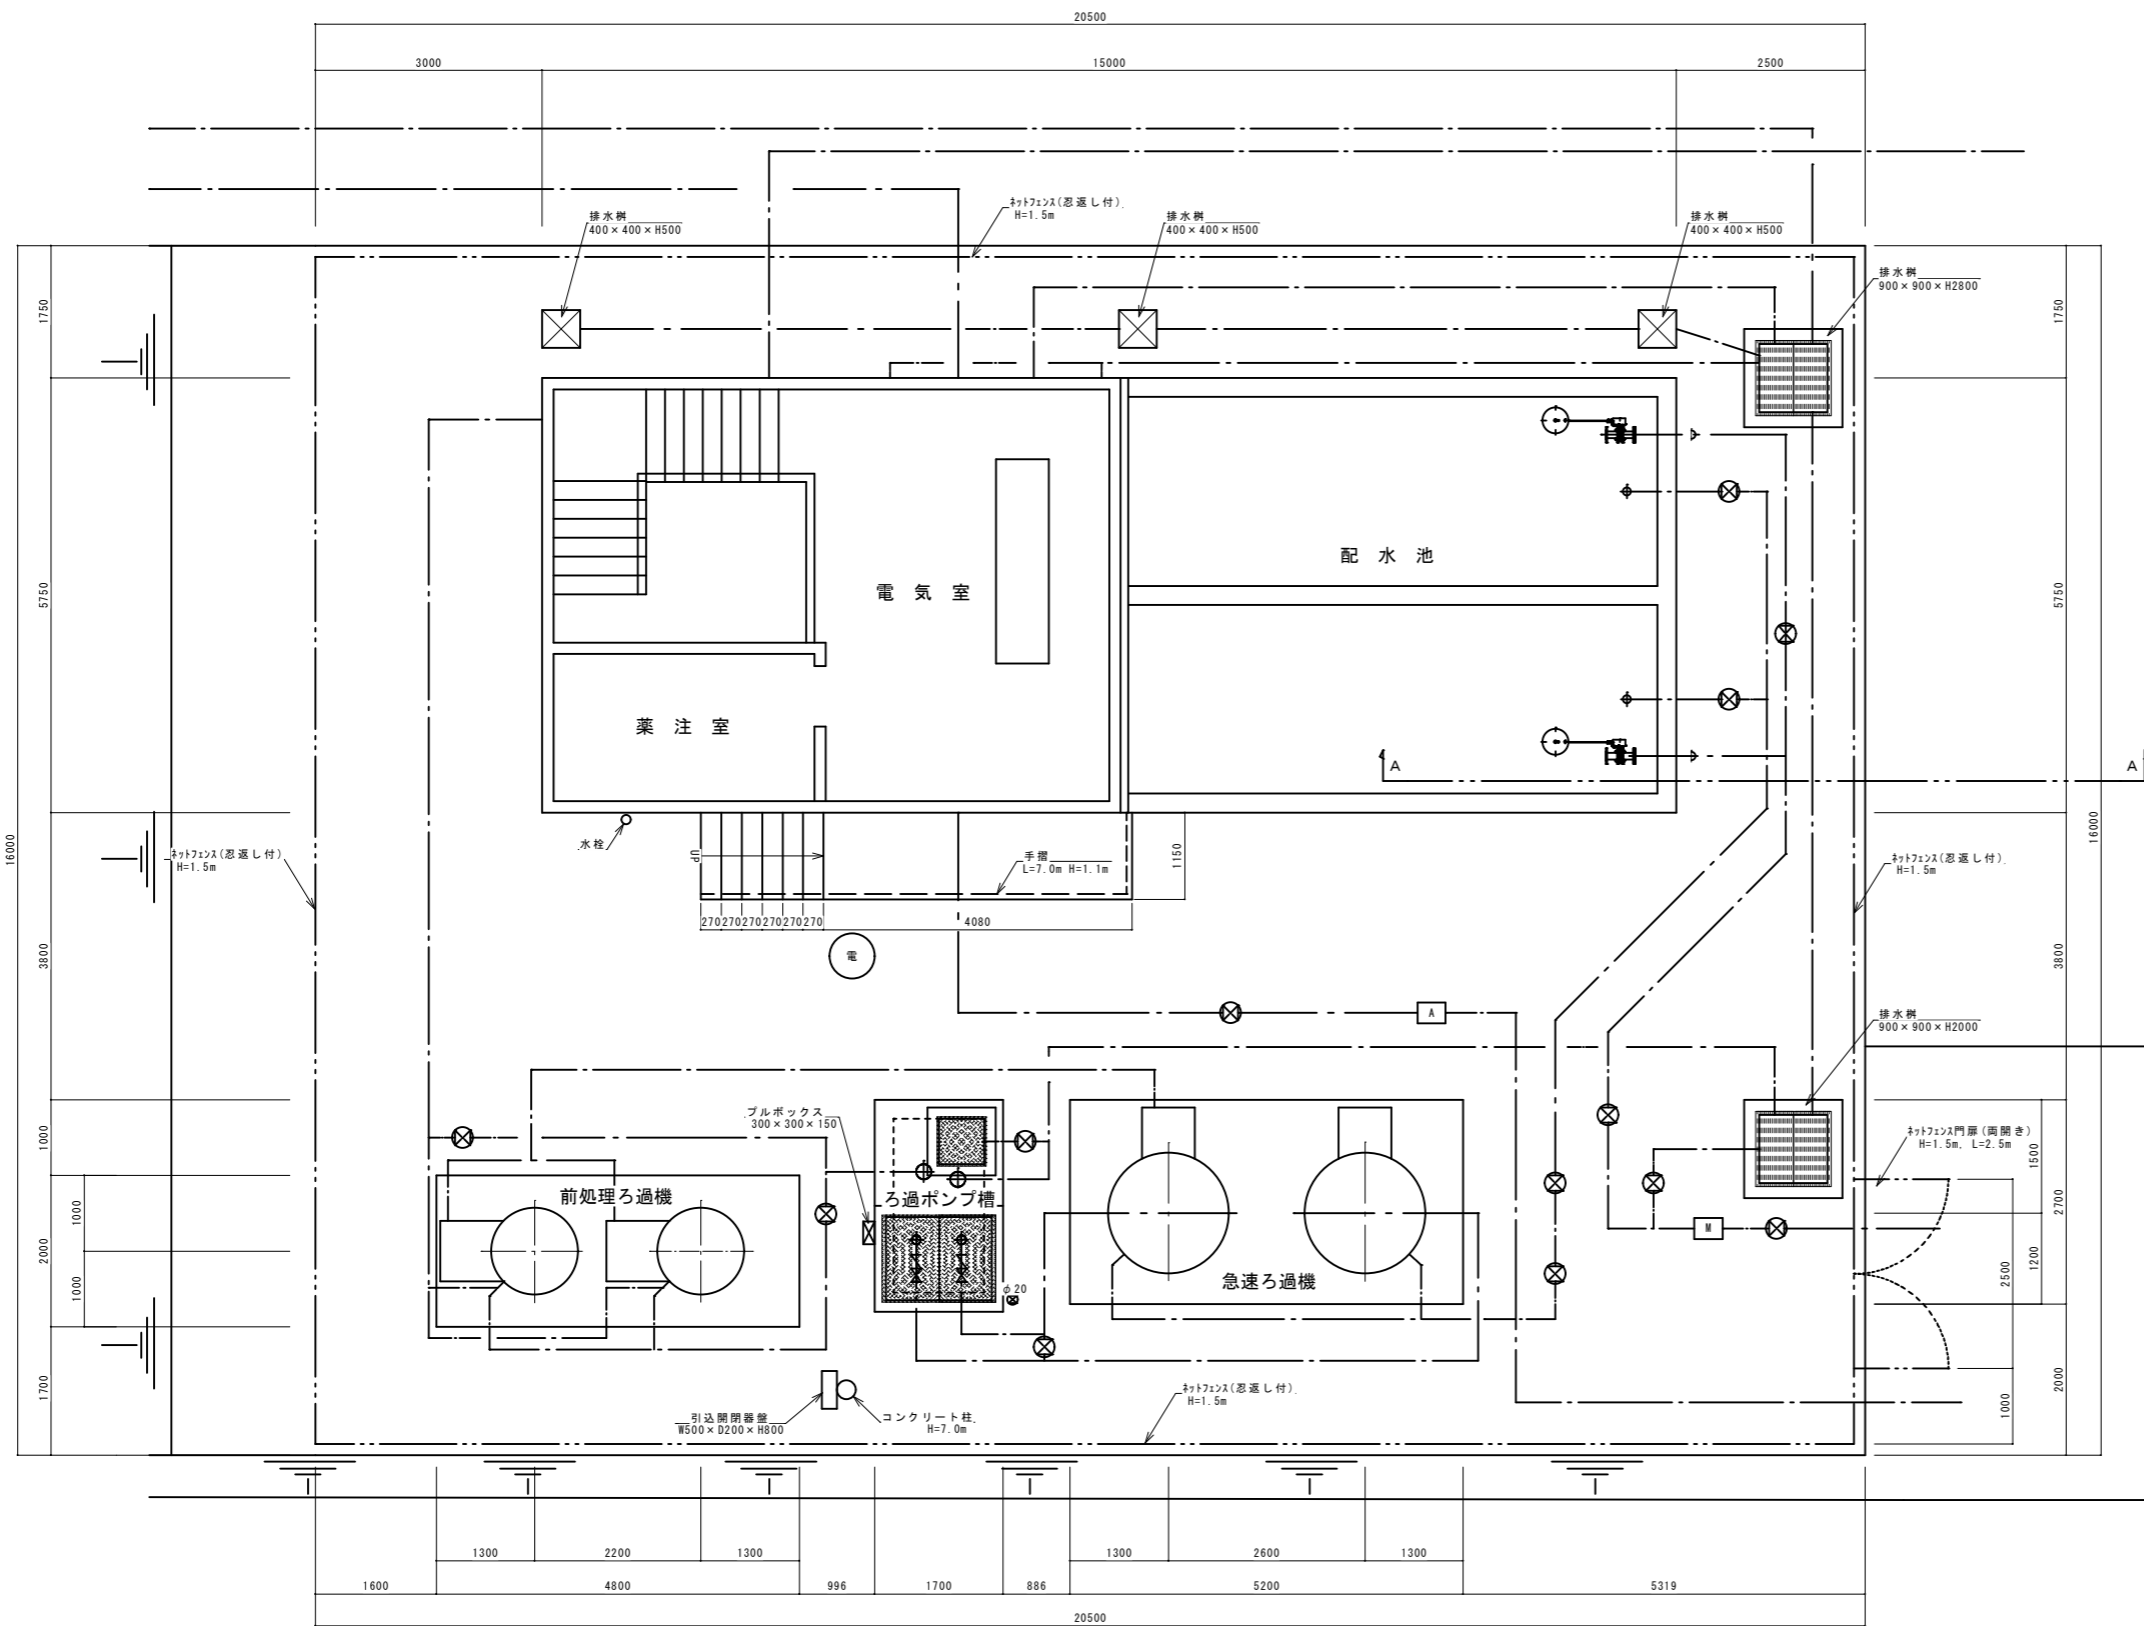 20500
3000
15000
2500
ネットフェンス(忍返し付)
H=1.5m
排水桝
400×400×H500
排水桝
400×400×H500
排水桝
400×400×H500
排水桝
900×900×H2800
1750
1750
5750
5750
16000
16000
電 気 室
配 水 池
薬 注 室
A
A
水栓
UP
手摺
L=7.0m H=1.1m
1150
270
270
270
270
270
270
4080
ネットフェンス(忍返し付)
H=1.5m
ネットフェンス(忍返し付)
H=1.5m
3800
3800
電
A
排水桝
900×900×H2000
プルボックス
300×300×150
ネットフェンス門扉(両開き)
H=1.5m, L=2.5m
1000
1000
2000
1000
1700
前処理ろ過機
ろ過ポンプ槽
急速ろ過機
φ20
M
1500
2700
1200
2500
2000
1000
引込開閉器盤
W500×D200×H800
コンクリート柱
H=7.0m
ネットフェンス(忍返し付)
H=1.5m
1300
2200
1300
1300
2600
1300
1600
4800
996
1700
886
5200
5319
20500